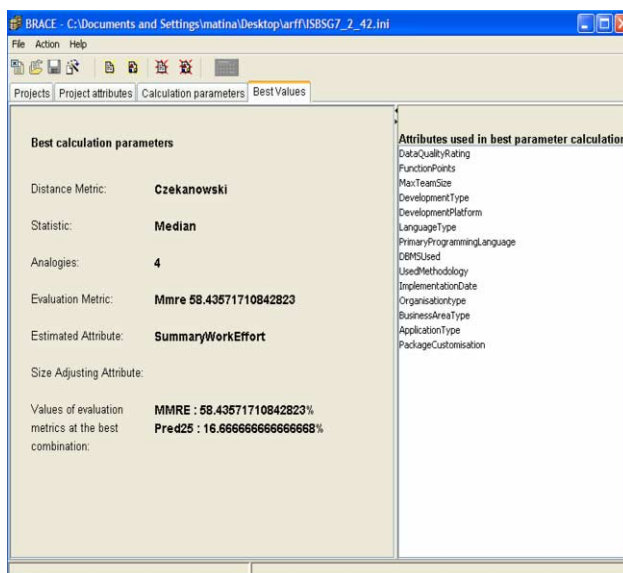 BRACE - C:\Documents and Settings\matina\Desktop\arff\ISBSG7_2_42.ini
File Action Help
Projects Project attributes Calculation parameters Best Values
Best calculation parameters
Distance Metric: Czekanowski
Statistic: Median
Analogies: 4
Evaluation Metric: Mmre 58.43571710842823
Estimated Attribute: SummaryWorkEffort
Size Adjusting Attribute:
Values of evaluation metrics at the best combination:
MMRE : 58.43571710842823%
Pred25 : 16.666666666666668%
Attributes used in best parameter calculation
DataQualityRating
FunctionPoints
MaxTeamSize
DevelopmentType
DevelopmentPlatform
LanguageType
PrimaryProgrammingLanguage
DBMSUsed
UsedMethodology
ImplementationDate
Organisationtype
BusinessAreaType
ApplicationType
PackageCustomisation